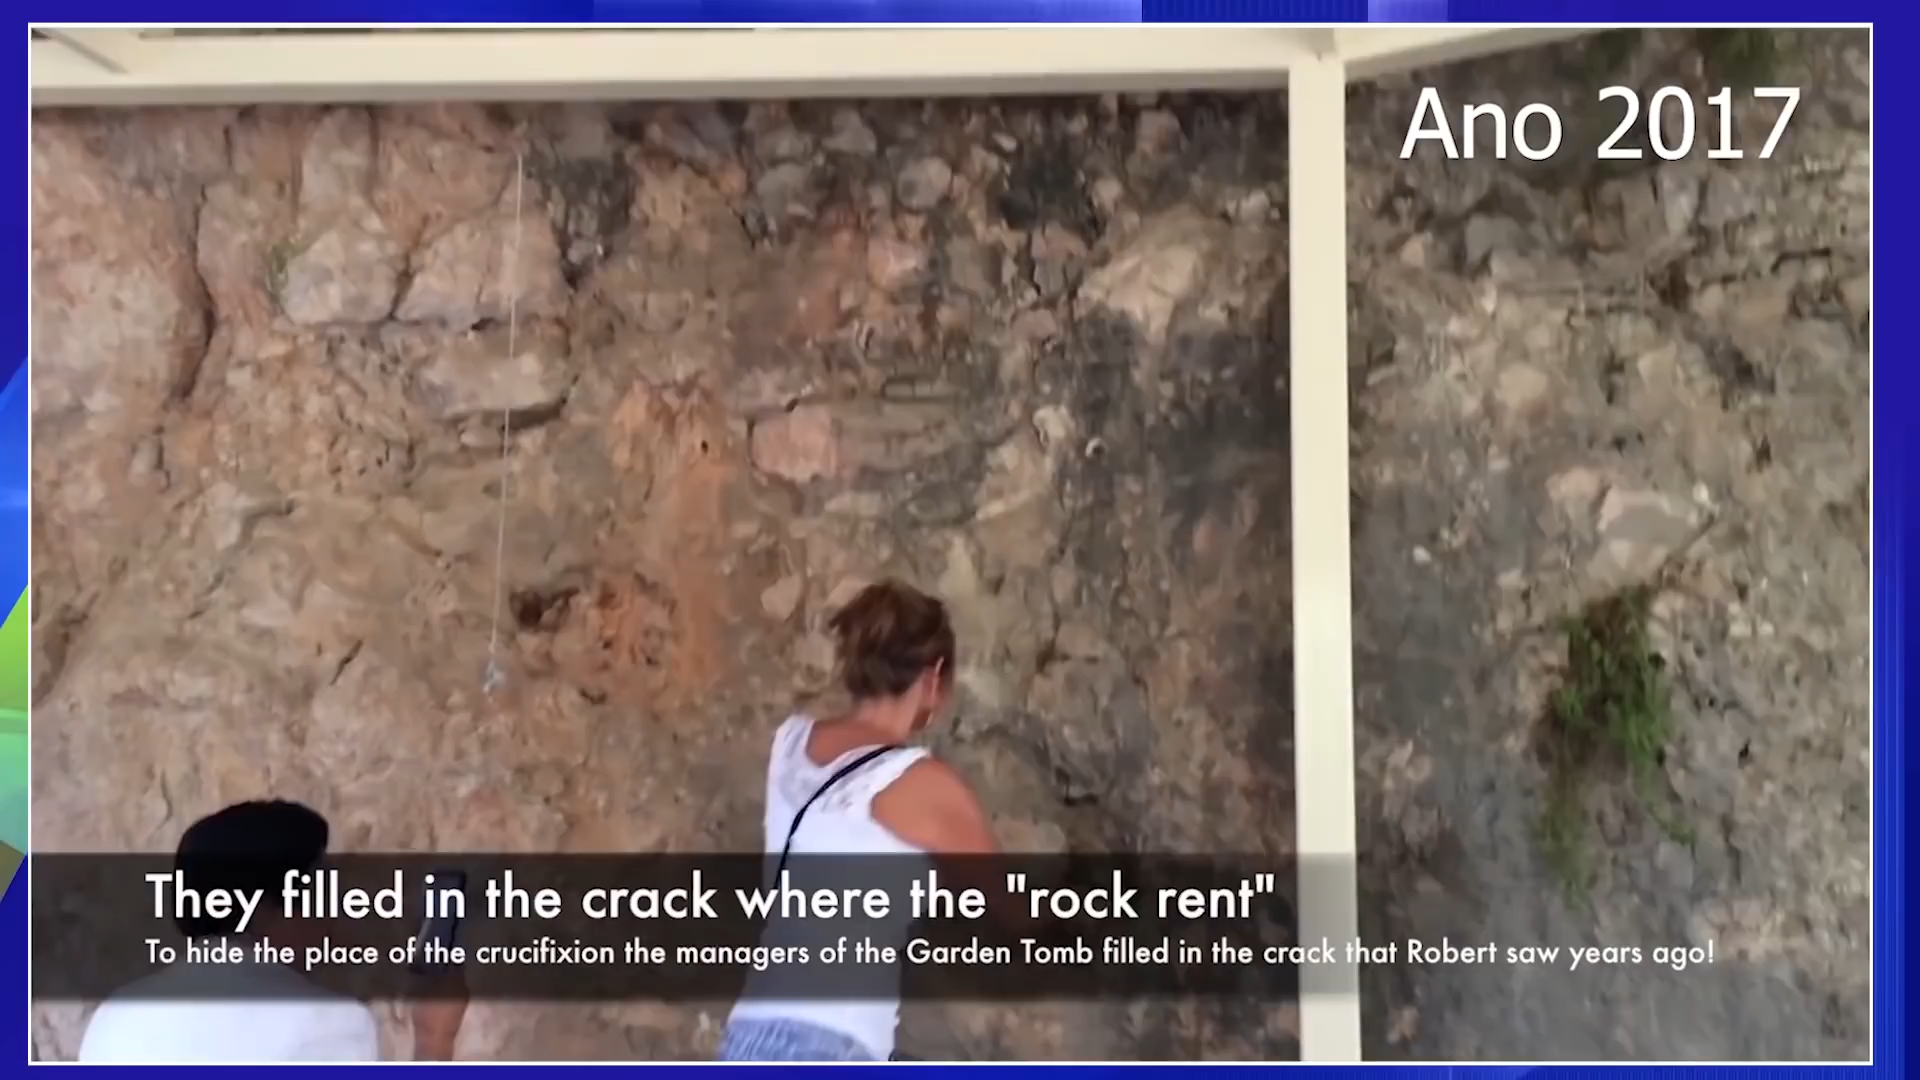 Ano 2017
They filled in the crack where the "rock rent"
To hide the place of the crucifixion the managers of the Garden Tomb filled in the crack that Robert saw years ago!